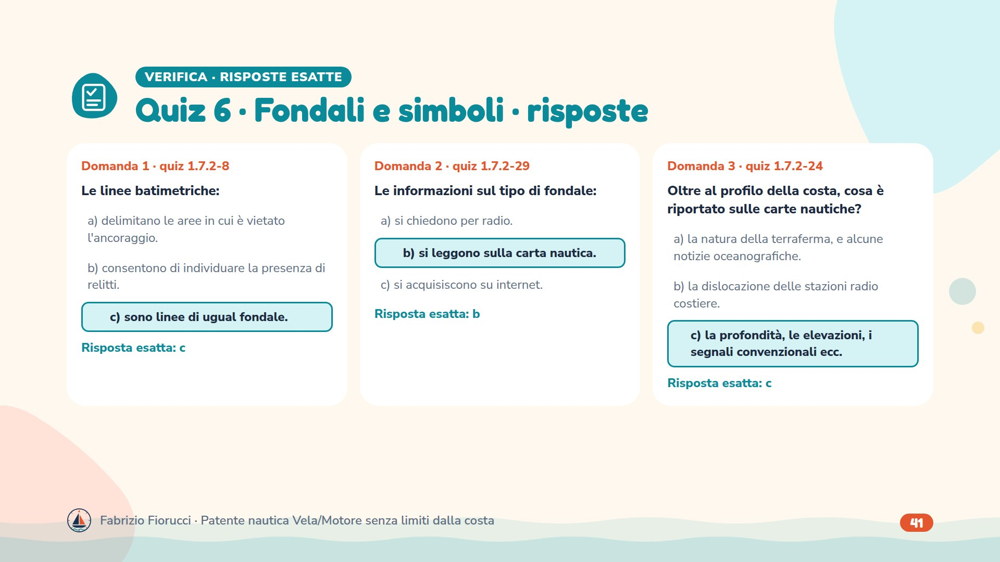 VERIFICA · RISPOSTE ESATTE
Quiz 6 · Fondali e simboli · risposte
Domanda 1 · quiz 1.7.2-8
Le linee batimetriche:
a) delimitano le aree in cui è vietato
l'ancoraggio.
b) consentono di individuare la presenza di
relitti.
c) sono linee di ugual fondale.
Risposta esatta: c
Domanda 2 · quiz 1.7.2-29
Le informazioni sul tipo di fondale:
a) si chiedono per radio.
b) si leggono sulla carta nautica.
c) si acquisiscono su internet.
Risposta esatta: b
Domanda 3 · quiz 1.7.2-24
Oltre al profilo della costa, cosa è
riportato sulle carte nautiche?
a) la natura della terraferma, e alcune
notizie oceanografiche.
b) la dislocazione delle stazioni radio
costiere.
c) la profondità, le elevazioni, i
segnali convenzionali ecc.
Risposta esatta: c
Fabrizio Fiorucci · Patente nautica Vela/Motore senza limiti dalla costa
41